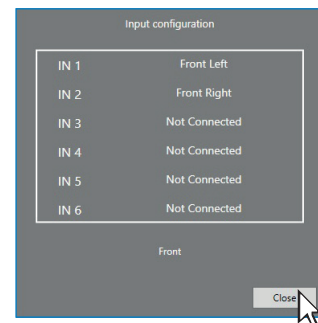 Input configuration
IN 1 Front Left
IN 2 Front Right
IN 3 Not Connected
IN 4 Not Connected
IN 5 Not Connected
IN 6 Not Connected
Front
Close